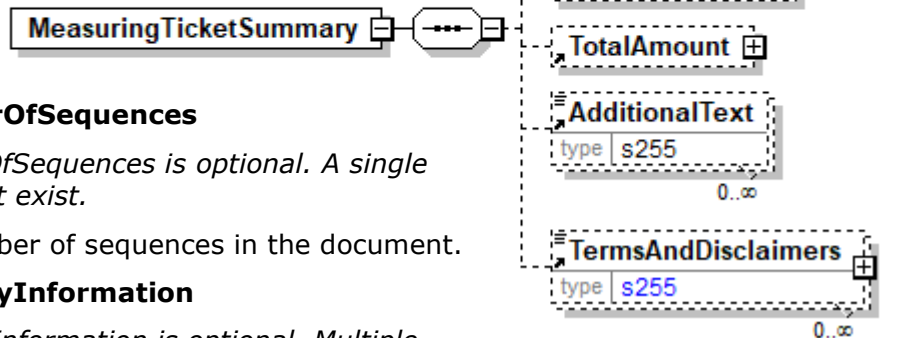 MeasuringTicketSummary
TotalAmount
AdditionalText
type s255
0..∞
TermsAndDisclaimers
type s255
0..∞
rOfSequences
OfSequences is optional. A single
t exist.
ber of sequences in the document.
yInformation
Information is optional. Multiple